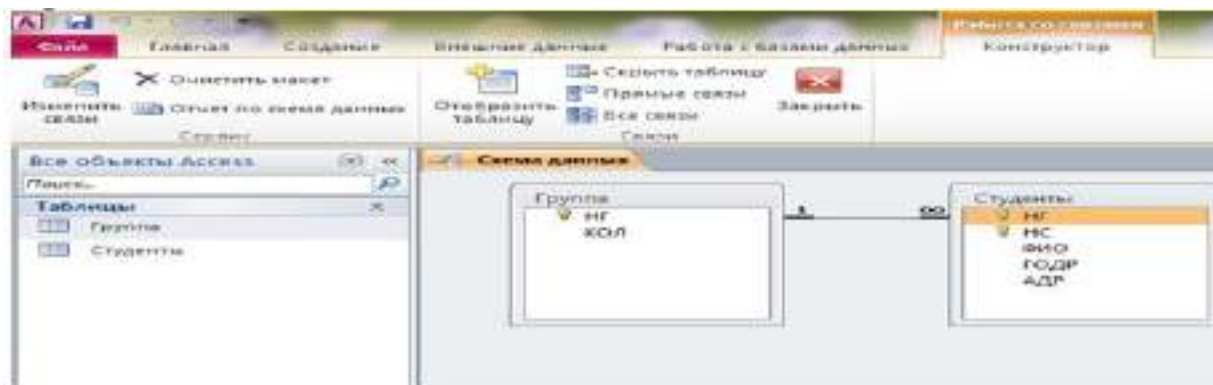 Работа со связями
Файл Главная Создание Внешние данные Работа с базами данных Конструктор
Изменить связи
Очистить макет
Отчет по схеме данных
Сервис
Отобразить таблицу
Скрыть таблицу
Прямые связи
Все связи
Связи
Закрыть
Все объекты Access
Поиск...
Таблицы
Группа
Студенты
Схема данных
Группа
НГ
КОЛ
1 ∞
Студенты
НГ
НС
ФИО
ГОДР
АДР